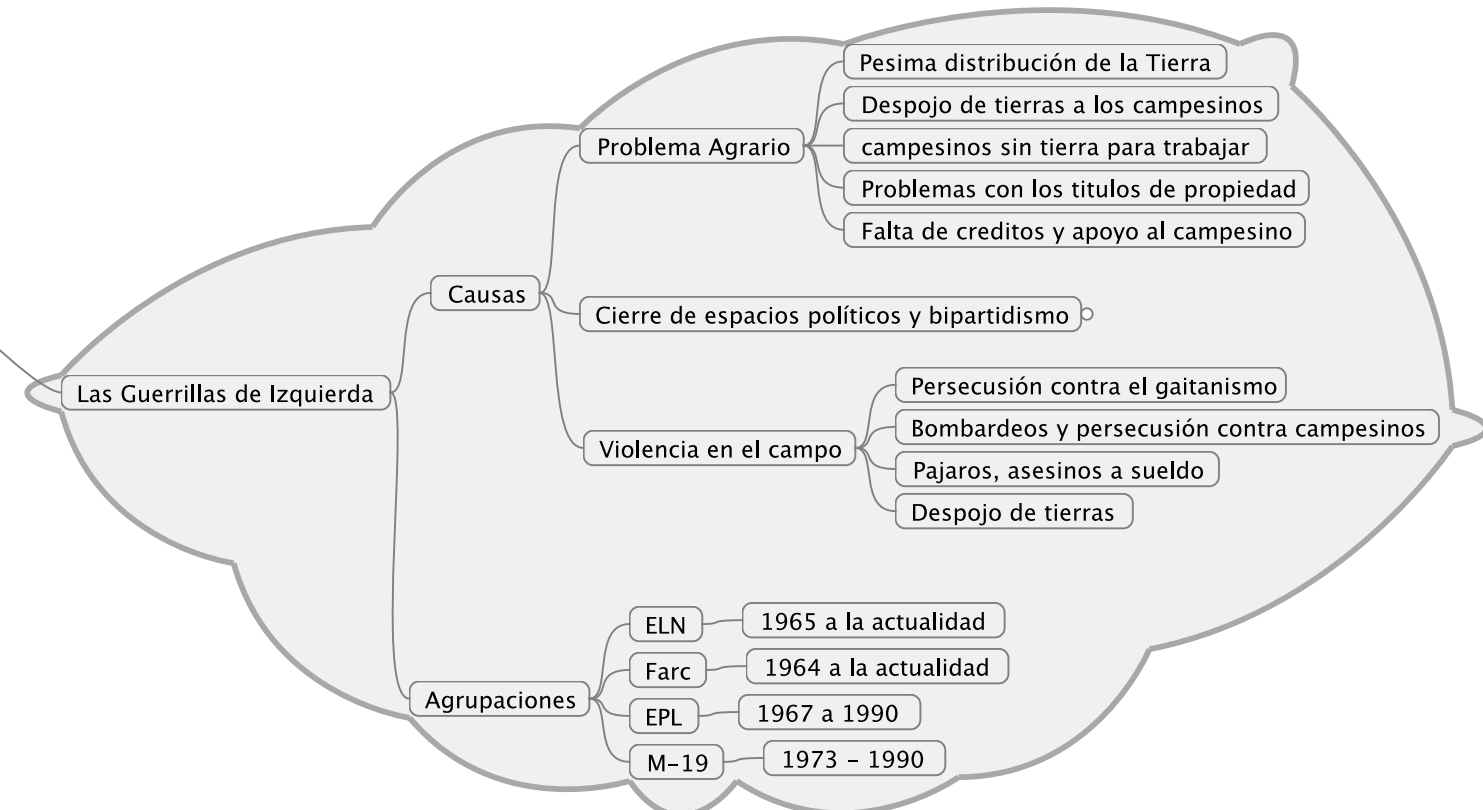 Las Guerrillas de Izquierda
Causas
Problema Agrario
Pesima distribución de la Tierra
Despojo de tierras a los campesinos
campesinos sin tierra para trabajar
Problemas con los titulos de propiedad
Falta de creditos y apoyo al campesino
Cierre de espacios políticos y bipartidismo
Violencia en el campo
Persecusión contra el gaitanismo
Bombardeos y persecusión contra campesinos
Pajaros, asesinos a sueldo
Despojo de tierras
Agrupaciones
ELN
1965 a la actualidad
Farc
1964 a la actualidad
EPL
1967 a 1990
M-19
1973 - 1990